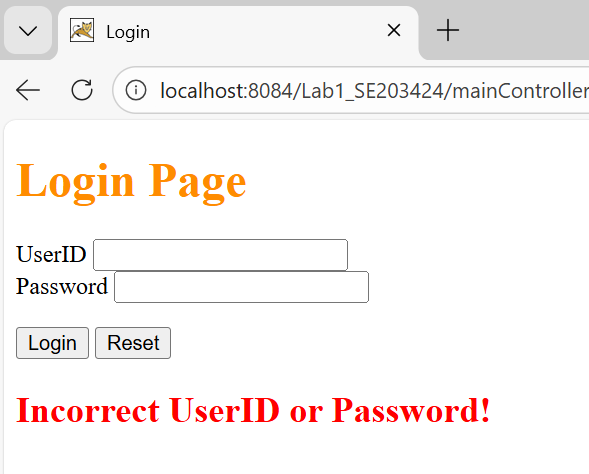 Login
localhost:8084/Lab1_SE203424/mainController
Login Page
UserID
Password
Login Reset
Incorrect UserID or Password!